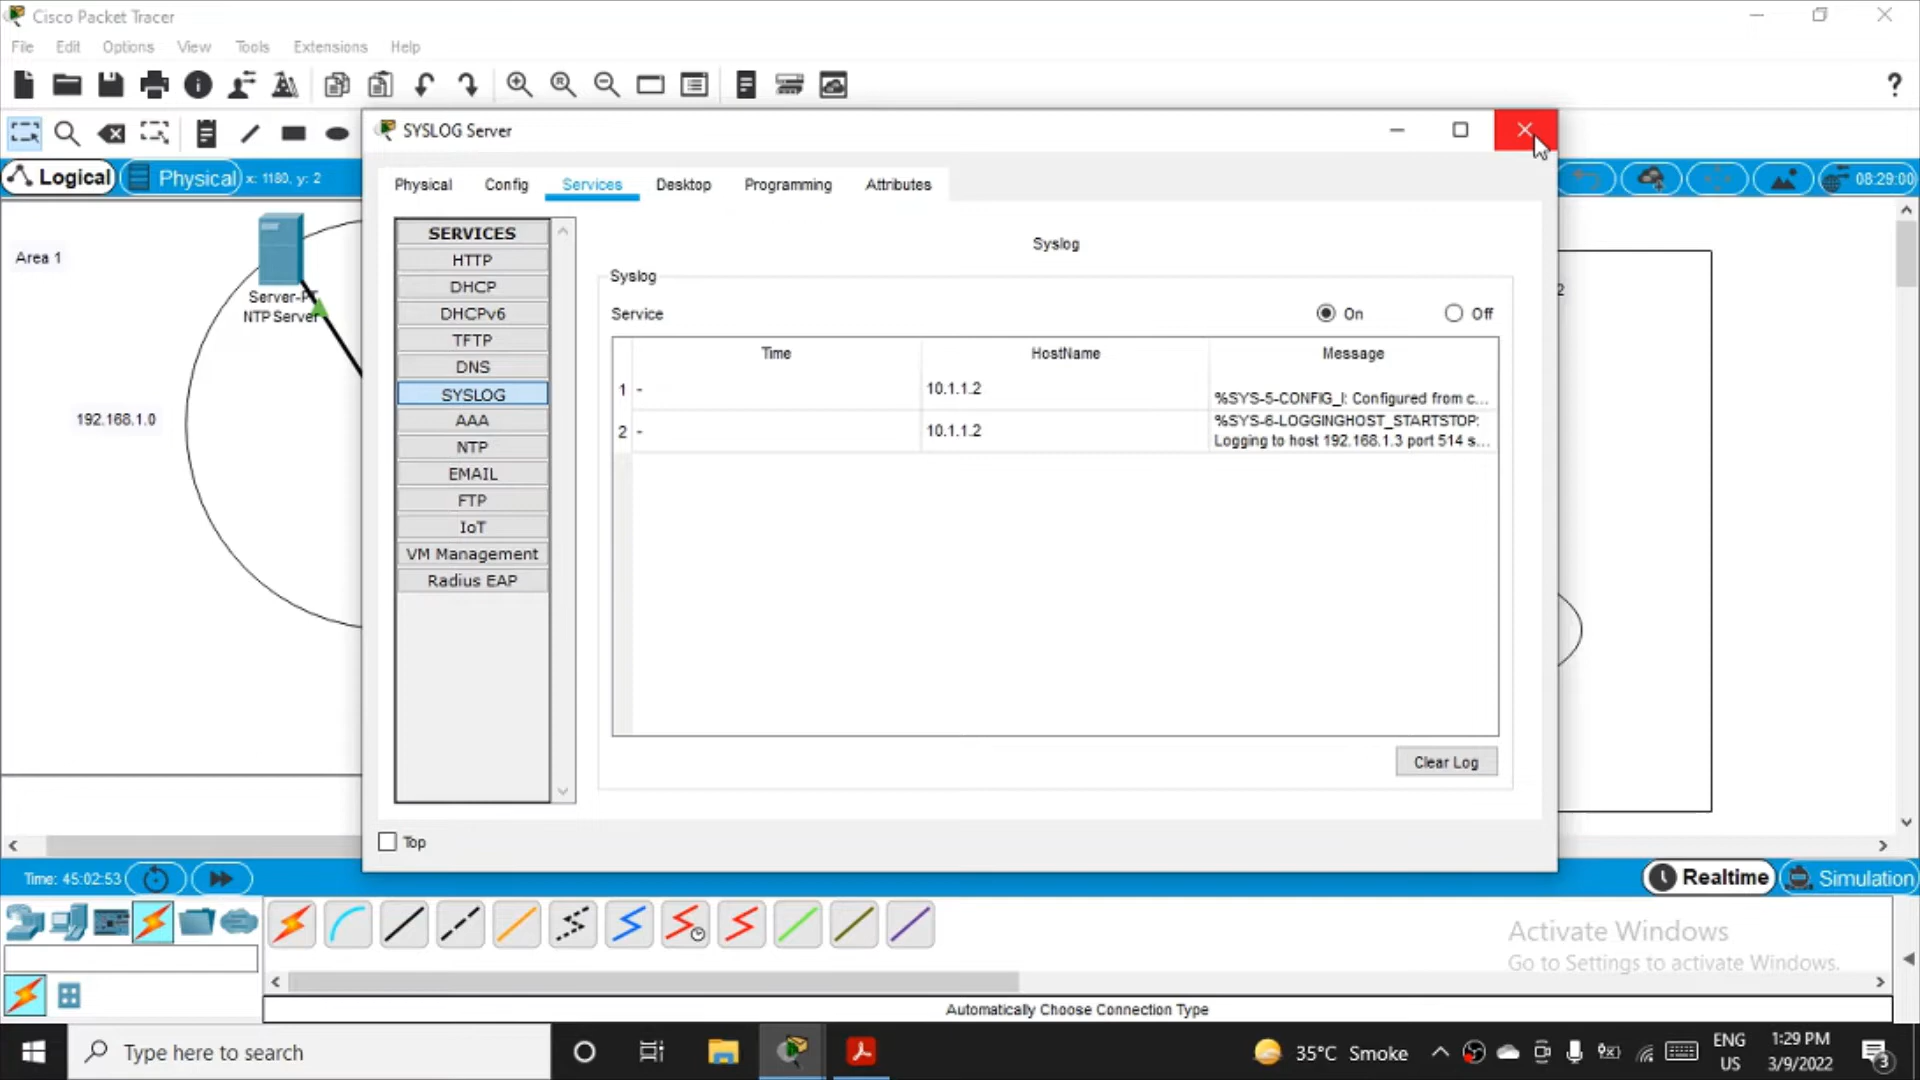 Cisco Packet Tracer
File Edit Options View Tools Extensions Help
?
SYSLOG Server
Logical Physical x: 1180, y: 2
08:29:00
Physical Config Services Desktop Programming Attributes
Area 1
Server-PT
NTP Server
192.168.1.0
SERVICES
HTTP
DHCP
DHCPv6
TFTP
DNS
SYSLOG
AAA
NTP
EMAIL
FTP
IoT
VM Management
Radius EAP
Syslog
Syslog
Service On Off
Time HostName Message
1 - 10.1.1.2 %SYS-5-CONFIG_I: Configured from c...
2 - 10.1.1.2 %SYS-6-LOGGINGHOST_STARTSTOP:
Logging to host 192.168.1.3 port 514 s...
Clear Log
2
Top
Time: 45:02:53
Realtime Simulation
Activate Windows
Go to Settings to activate Windows.
Automatically Choose Connection Type
Type here to search
35°C Smoke
ENG
US
1:29 PM
3/9/2022
3